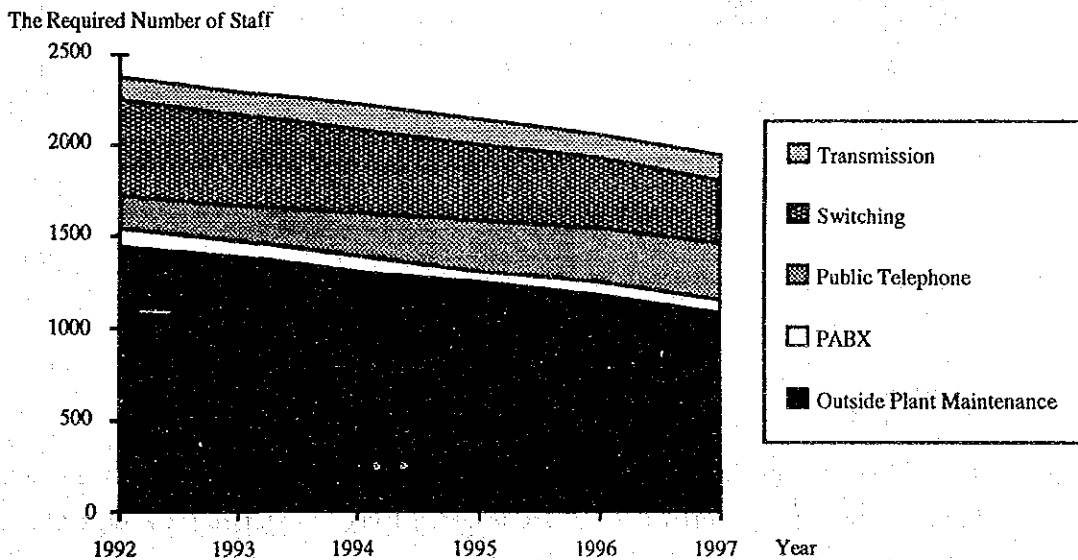 The Required Number of Staff
2500
2000
1500
1000
500
0
1992 1993 1994 1995 1996 1997 Year
Transmission
Switching
Public Telephone
PABX
Outside Plant Maintenance